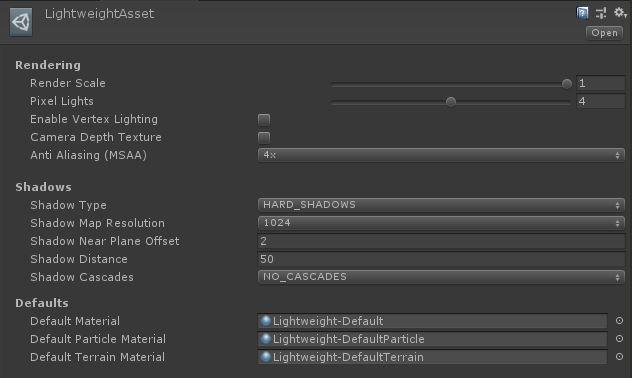 LightweightAsset
Open
Rendering
Render Scale 1
Pixel Lights 4
Enable Vertex Lighting
Camera Depth Texture
Anti Aliasing (MSAA) 4x
Shadows
Shadow Type HARD_SHADOWS
Shadow Map Resolution 1024
Shadow Near Plane Offset 2
Shadow Distance 50
Shadow Cascades NO_CASCADES
Defaults
Default Material Lightweight-Default
Default Particle Material Lightweight-DefaultParticle
Default Terrain Material Lightweight-DefaultTerrain